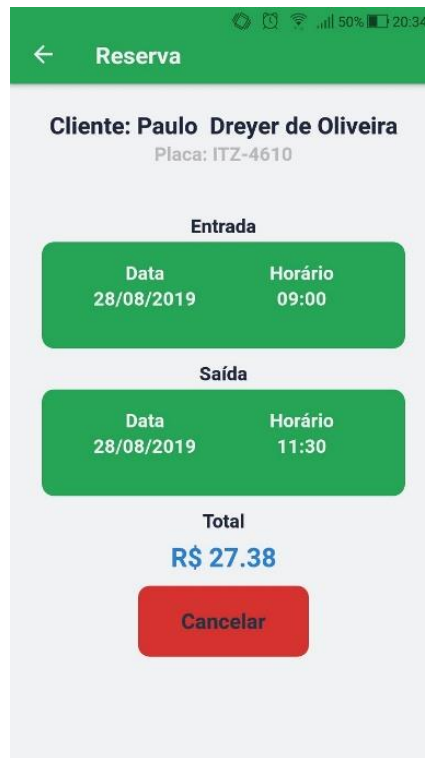 50% 20:34
Reserva
Cliente: Paulo Dreyer de Oliveira
Placa: ITZ-4610
Entrada
Data Horário
28/08/2019 09:00
Saída
Data Horário
28/08/2019 11:30
Total
R$ 27.38
Cancelar